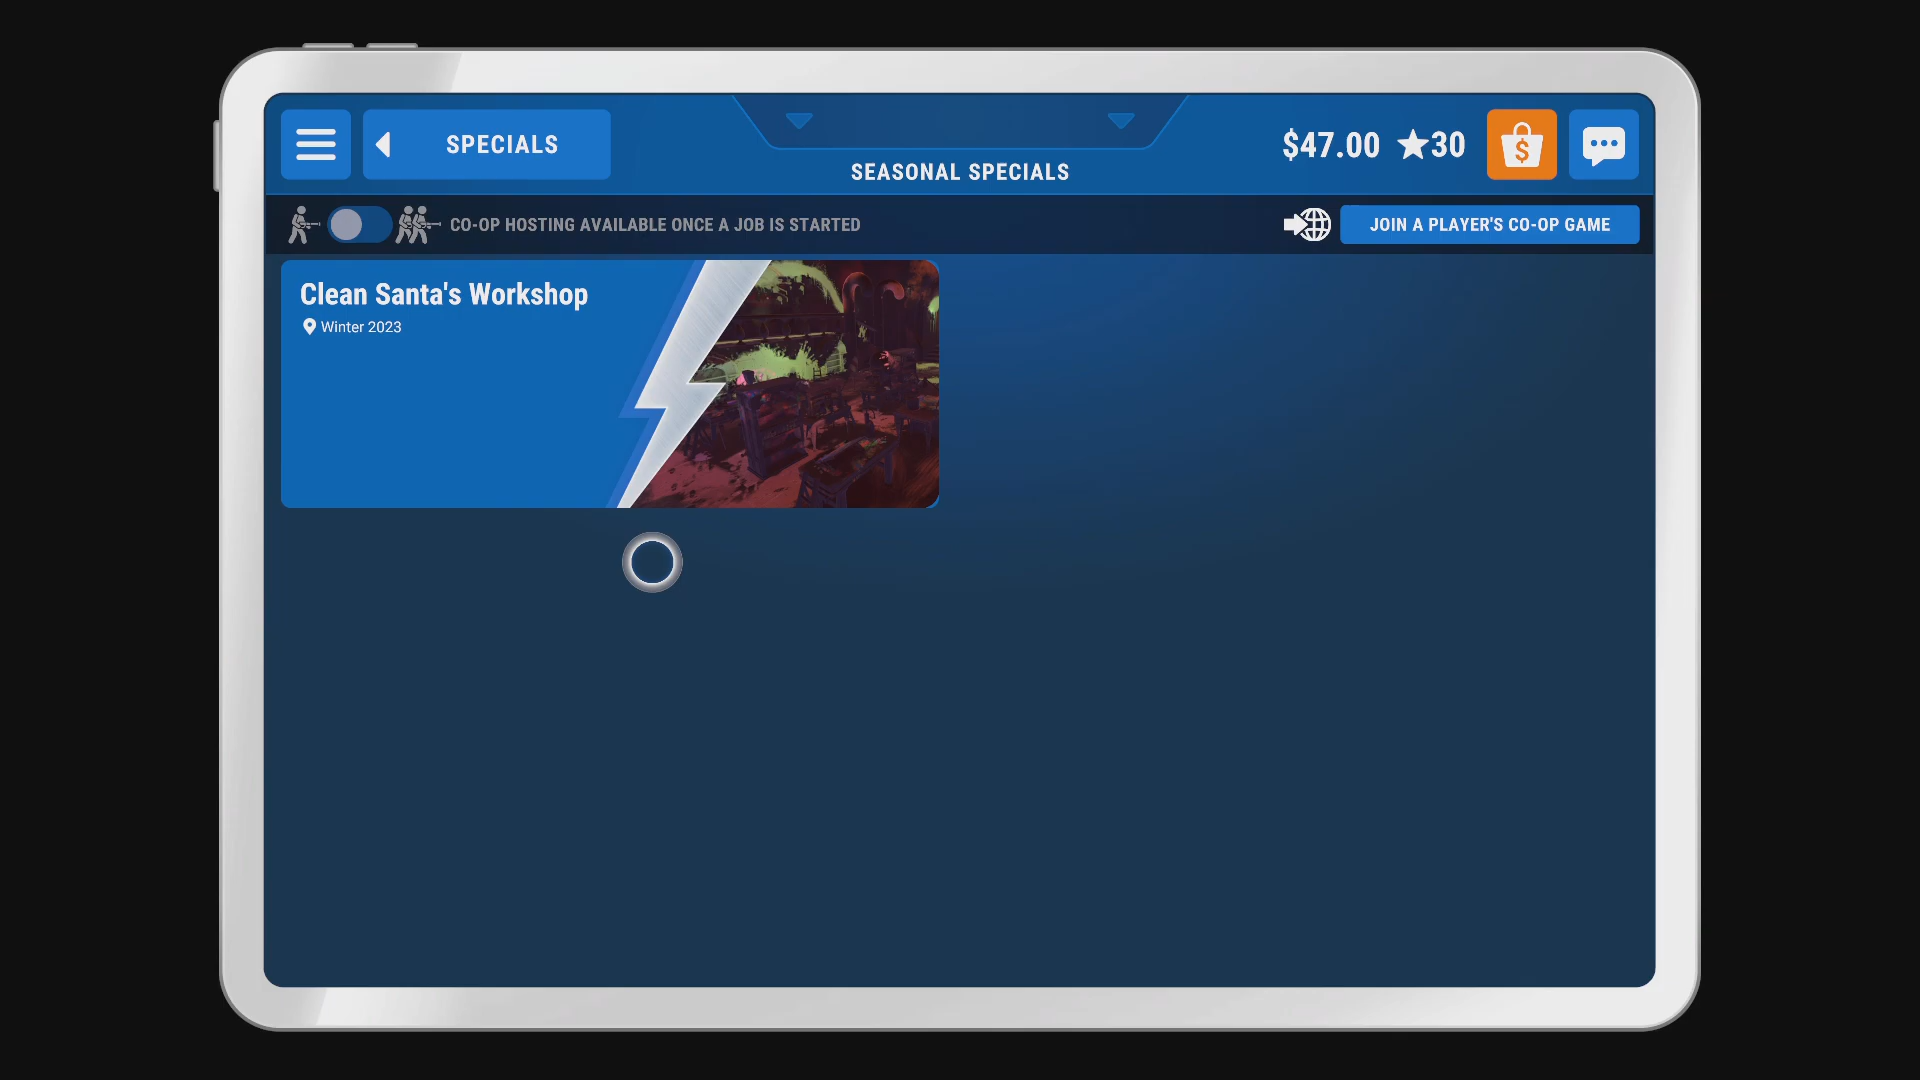 SPECIALS
SEASONAL SPECIALS
$47.00 ★30
$
CO-OP HOSTING AVAILABLE ONCE A JOB IS STARTED
JOIN A PLAYER'S CO-OP GAME
Clean Santa's Workshop
Winter 2023